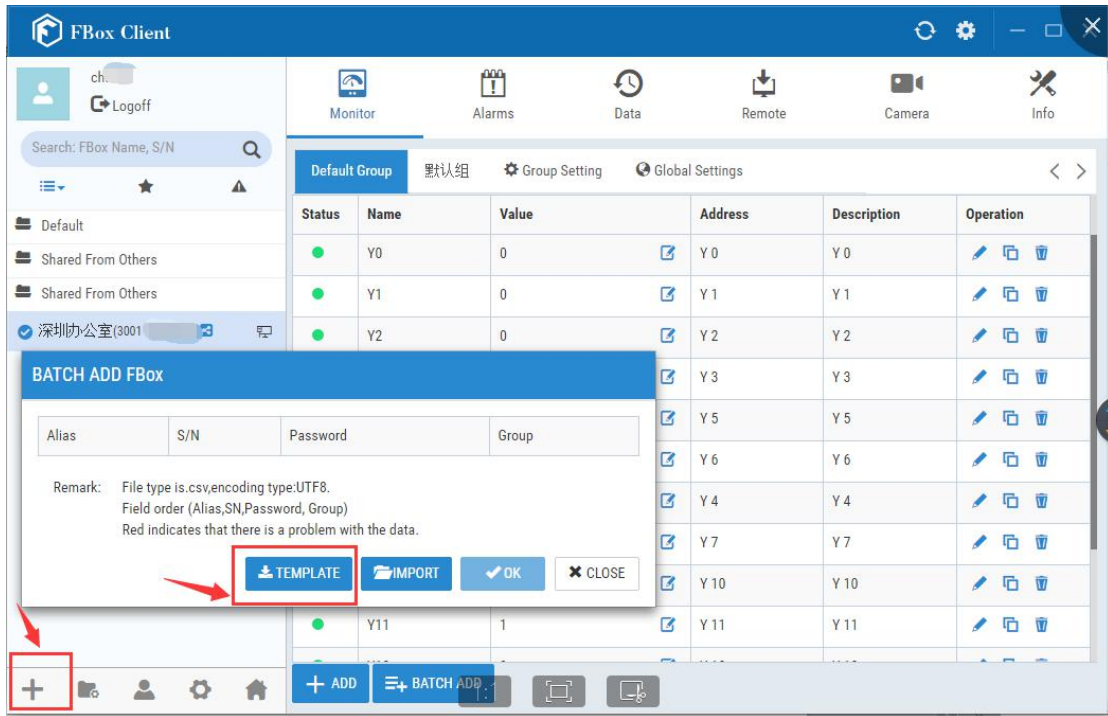 FBox Client
ch.
Logoff
Search: FBox Name, S/N
Default
Shared From Others
Shared From Others
深圳办公室(3001
Monitor Alarms Data Remote Camera Info
Default Group 默认组 Group Setting Global Settings
Status Name Value Address Description Operation
Y0 0 Y 0 Y 0
Y1 0 Y 1 Y 1
Y2 0 Y 2 Y 2
Y 3 Y 3
Y 5 Y 5
Y 6 Y 6
Y 4 Y 4
Y 7 Y 7
Y 10 Y 10
Y11 1 Y 11 Y 11
BATCH ADD FBox
Alias S/N Password Group
Remark: File type is.csv,encoding type:UTF8.
Field order (Alias,SN,Password, Group)
Red indicates that there is a problem with the data.
TEMPLATE IMPORT OK CLOSE
ADD BATCH ADD
1:1